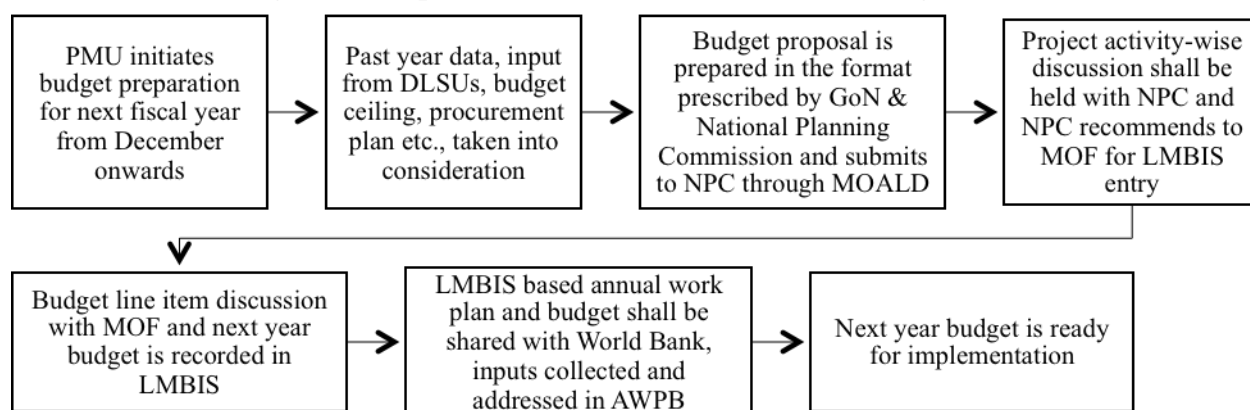 PMU initiates
budget preparation
for next fiscal year
from December
onwards
Past year data, input
from DLSUs, budget
ceiling, procurement
plan etc., taken into
consideration
Budget proposal is
prepared in the format
prescribed by GoN &
National Planning
Commission and submits
to NPC through MOALD
Project activity-wise
discussion shall be
held with NPC and
NPC recommends to
MOF for LMBIS
entry
Budget line item discussion
with MOF and next year
budget is recorded in
LMBIS
LMBIS based annual work
plan and budget shall be
shared with World Bank,
inputs collected and
addressed in AWPB
Next year budget is ready
for implementation